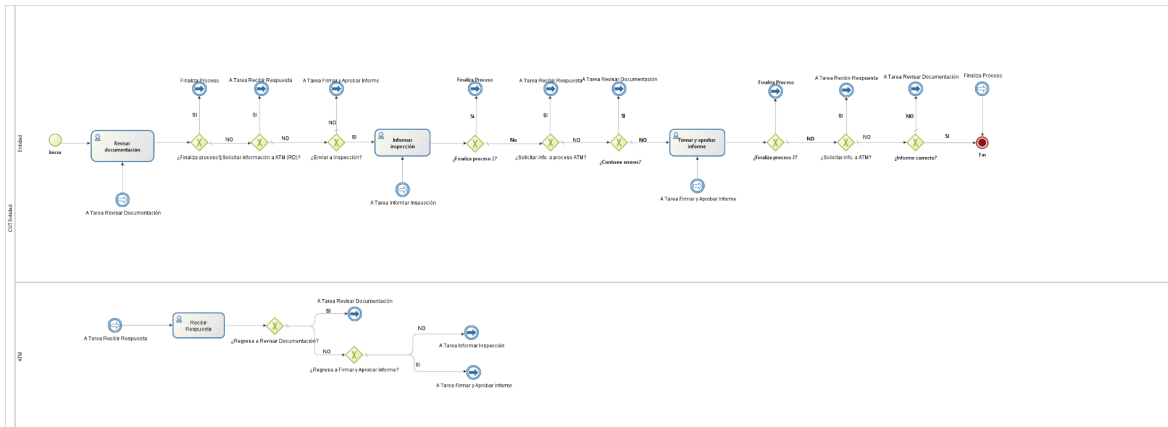 Finaliza Proceso
A Tarea Recibir Respuesta
A Tarea Firmar y Aprobar Informe
Finaliza Proceso
A Tarea Recibir Respuesta
A Tarea Revisar Documentación
Finaliza Proceso
A Tarea Recibir Respuesta
A Tarea Revisar Documentación
Finaliza Proceso
SI
SI
NO
Si
SI
SI
SI
SI
NO
Inicio
Revisar
documentación
NO
NO
SI
Informar
inspección
No
NO
NO
informe
NO
NO
SI
Fin
¿Finaliza proceso?
¿Solicitar información a ATM (RD)?
¿Enviar a Inspección?
¿Finaliza proceso 2?
¿Solicitar info. a proceso ATM?
¿Contiene errores?
¿Finaliza proceso 3?
¿Solicitar info. a ATM?
¿Informe correcto?
A Tarea Revisar Documentación
A Tarea Informar Inspección
A Tarea Firmar y Aprobar Informe
Entidad
CUT Entidad
ATM
A Tarea Recibir Respuesta
Recibir
Respuesta
¿Regresa a Revisar Documentación?
SI
A Tarea Revisar Documentación
NO
¿Regresa a Firmar y Aprobar Informe?
NO
A Tarea Informar Inspección
SI
A Tarea Firmar y Aprobar Informe